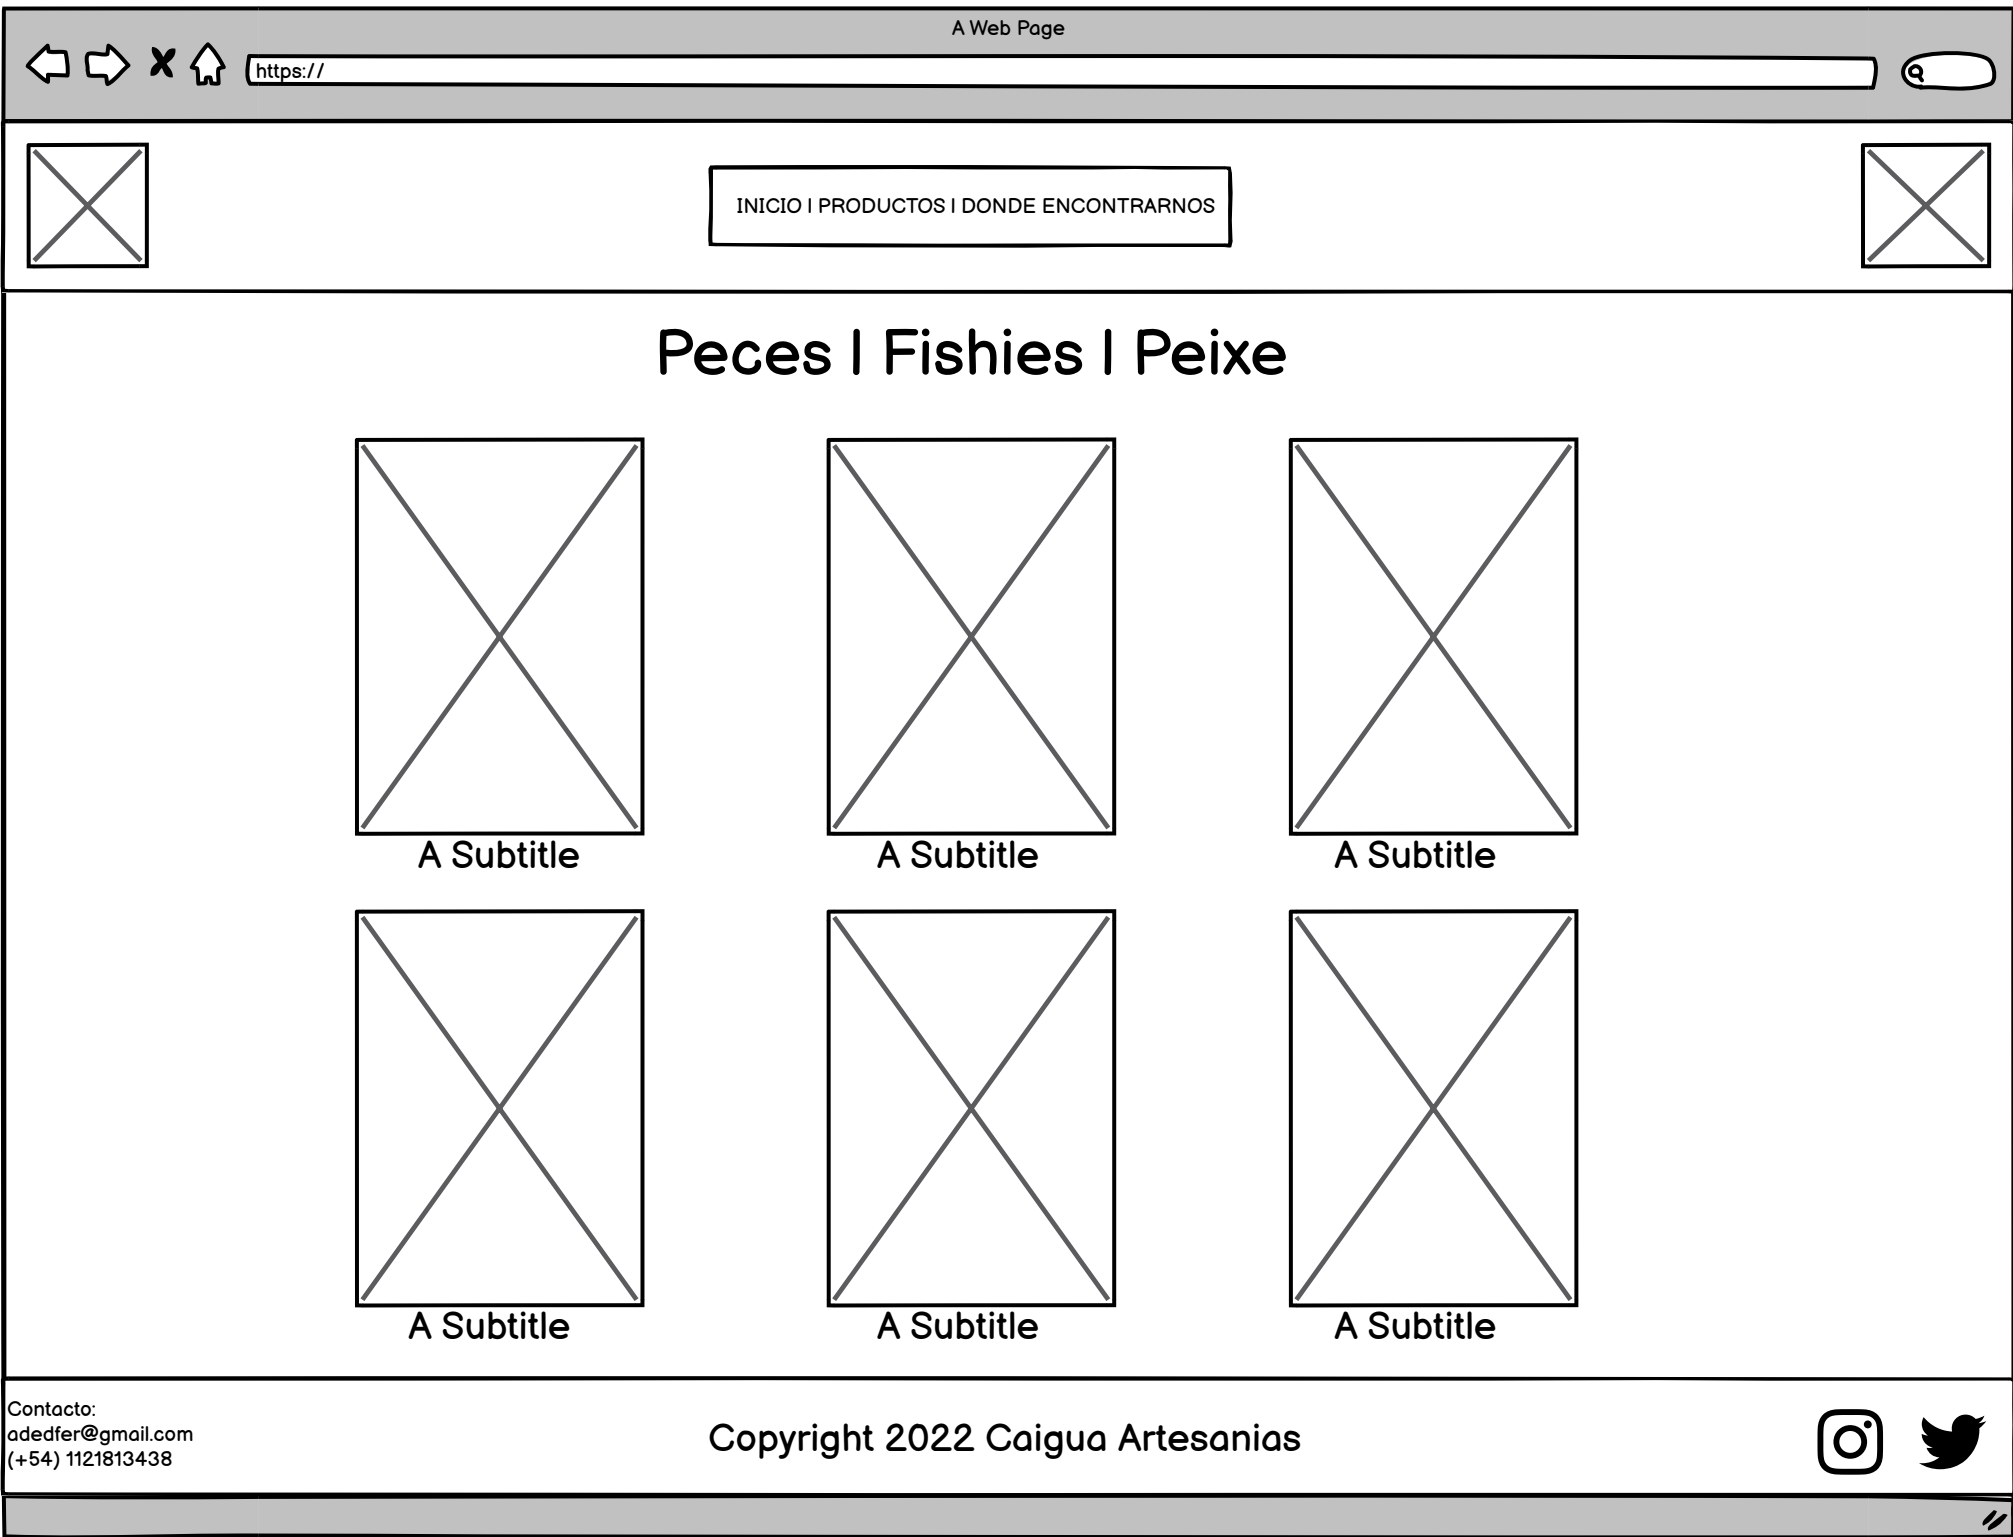 A Web Page
https://
INICIO | PRODUCTOS | DONDE ENCONTRARNOS
Peces | Fishies | Peixe
A Subtitle
A Subtitle
A Subtitle
A Subtitle
A Subtitle
A Subtitle
Contacto:
adedfer@gmail.com
(+54) 1121813438
Copyright 2022 Caigua Artesanias